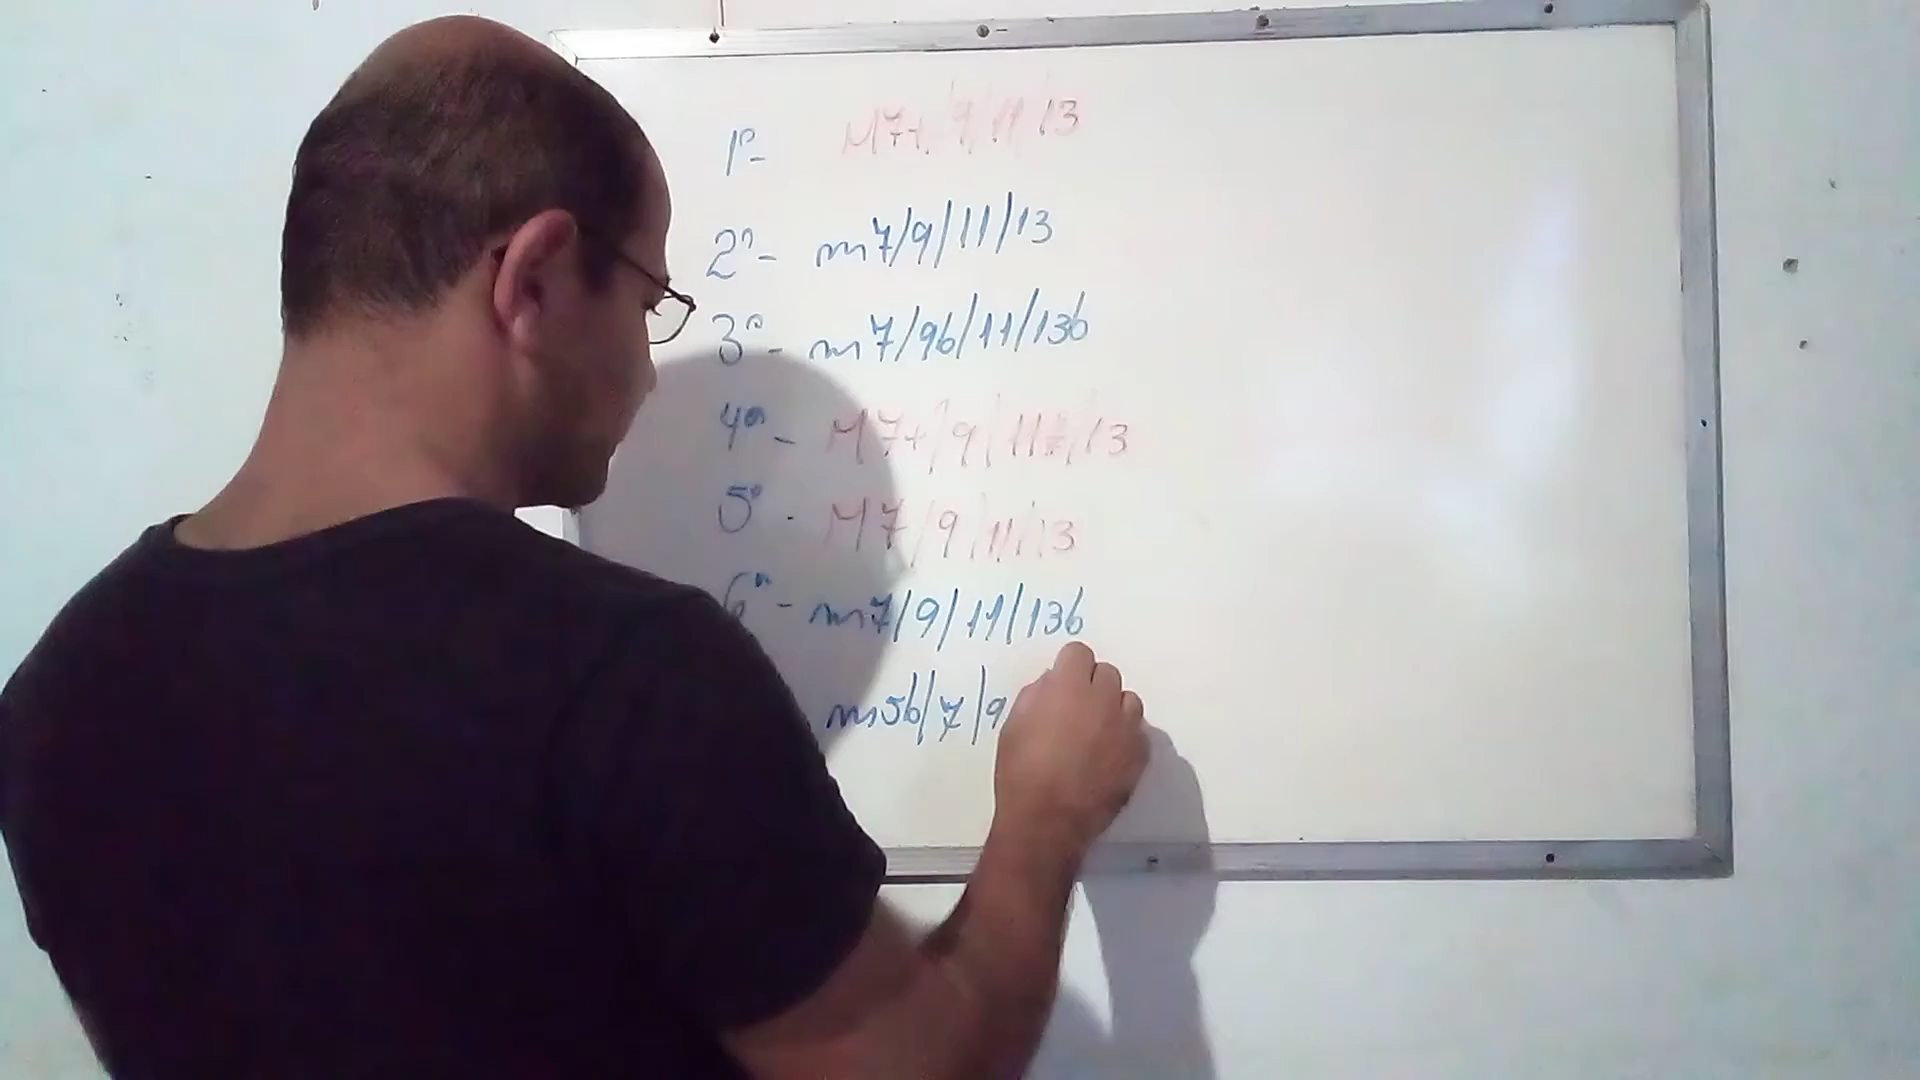 1º- M7+/9/11/13
2º- m7/9/11/13
3º- m7/9b/11/13b
4º- M7+/9/11#/13
5º- M7/9/11/13
6º- m7/9/11/13b
m5b/7/9